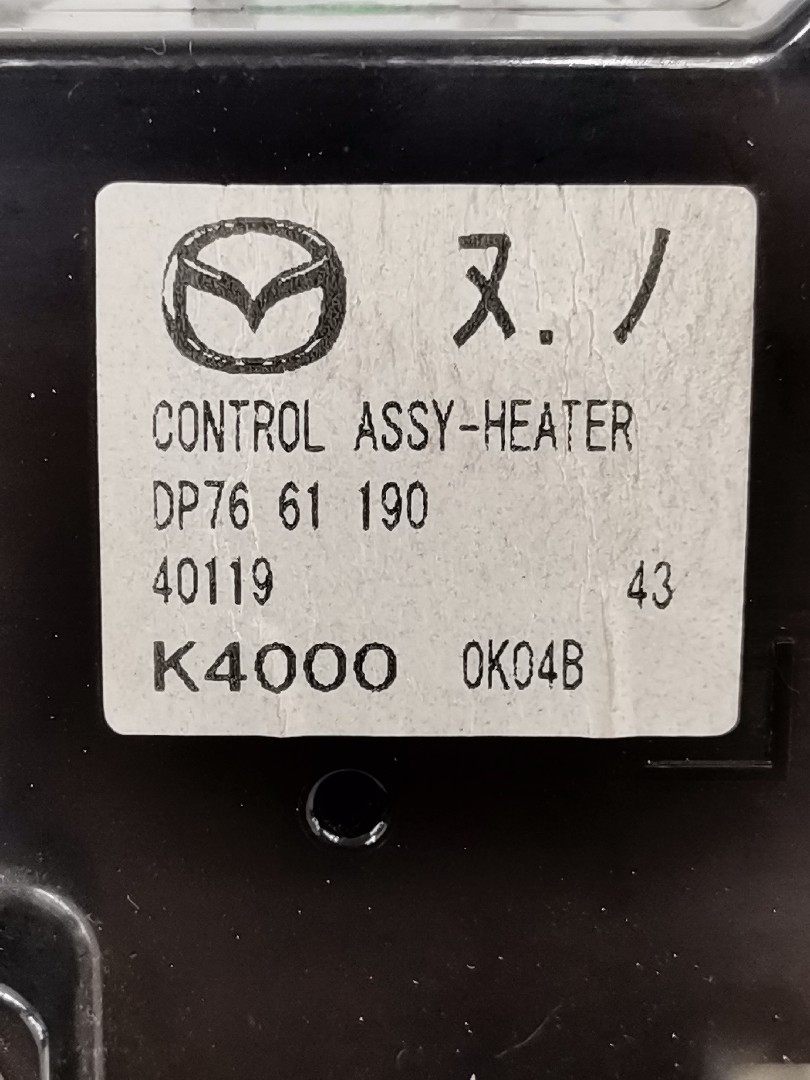 ヌ.ノ
CONTROL ASSY-HEATER
DP76 61 190
40119 43
K4000 0K04B